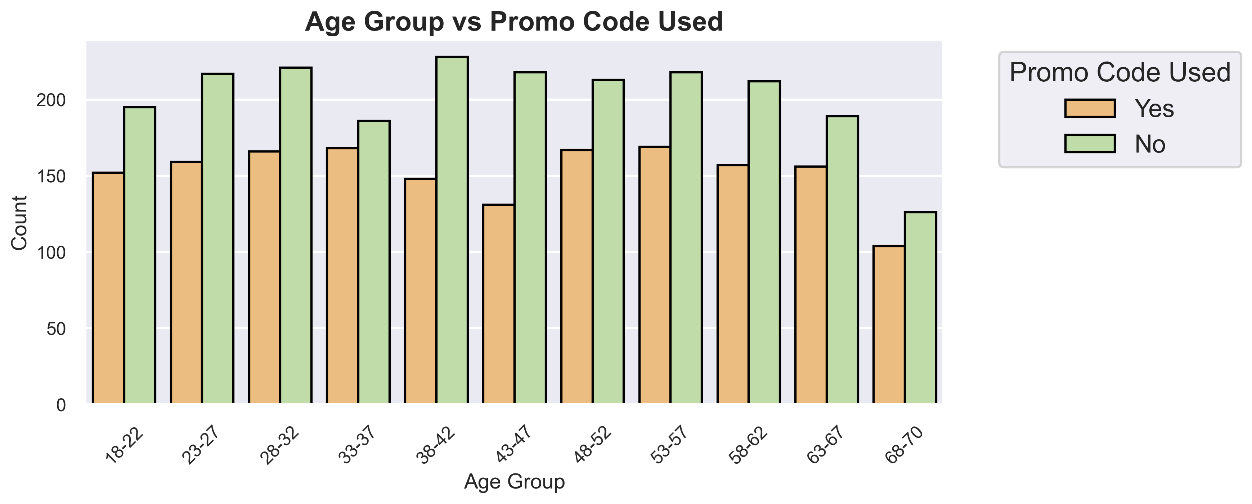 Age Group vs Promo Code Used
Promo Code Used
Yes
No
Count
200
150
100
50
0
18-22
23-27
28-32
33-37
38-42
43-47
48-52
53-57
58-62
63-67
68-70
Age Group